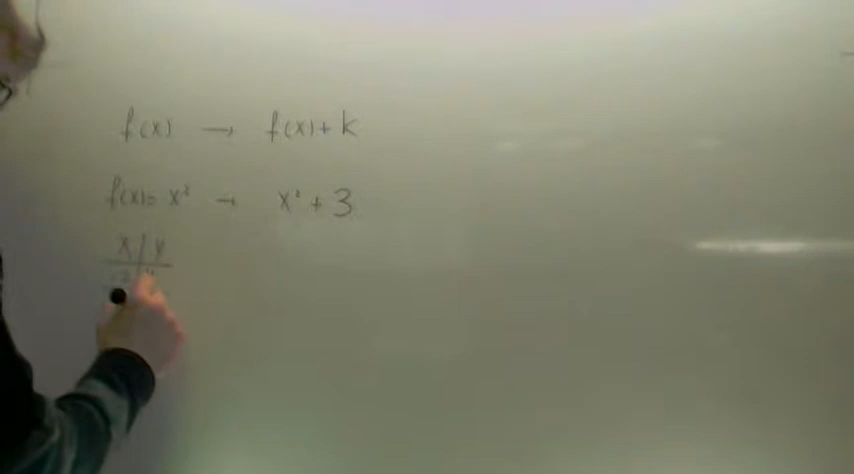 f(x) → f(x) + k
f(x) = x² → x² + 3
x | y